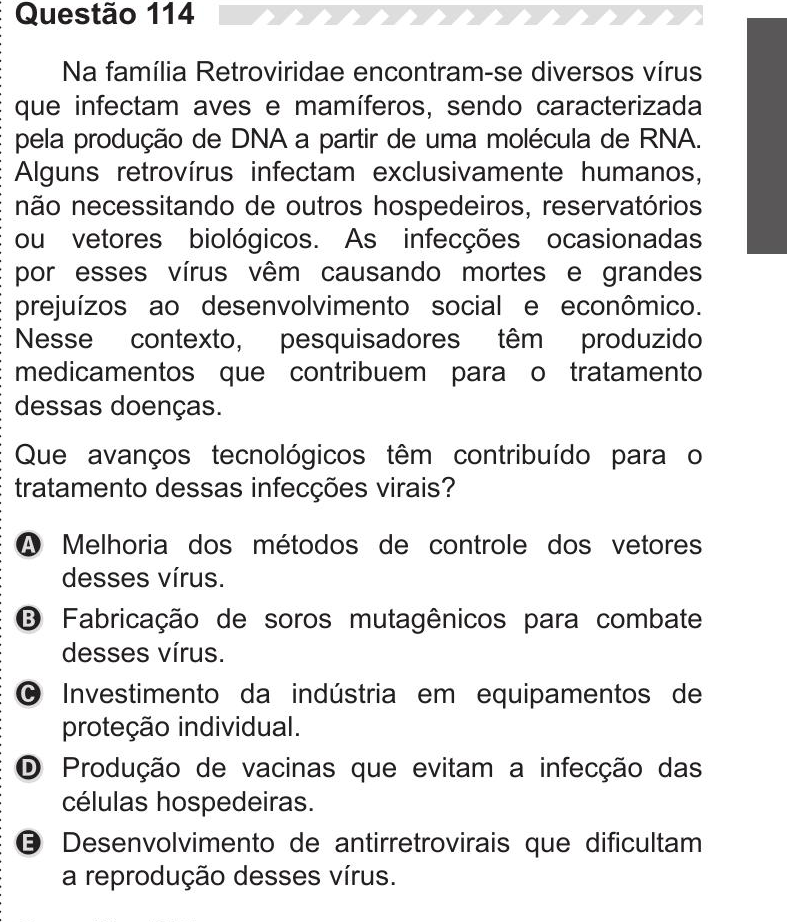 Questão 114
Na família Retroviridae encontram-se diversos vírus
que infectam aves e mamíferos, sendo caracterizada
pela produção de DNA a partir de uma molécula de RNA.
Alguns retrovírus infectam exclusivamente humanos,
não necessitando de outros hospedeiros, reservatórios
ou vetores biológicos. As infecções ocasionadas
por esses vírus vêm causando mortes e grandes
prejuízos ao desenvolvimento social e econômico.
Nesse contexto, pesquisadores têm produzido
medicamentos que contribuem para o tratamento
dessas doenças.
Que avanços tecnológicos têm contribuído para o
tratamento dessas infecções virais?
A Melhoria dos métodos de controle dos vetores
desses vírus.
B Fabricação de soros mutagênicos para combate
desses vírus.
C Investimento da indústria em equipamentos de
proteção individual.
D Produção de vacinas que evitam a infecção das
células hospedeiras.
E Desenvolvimento de antirretrovirais que dificultam
a reprodução desses vírus.